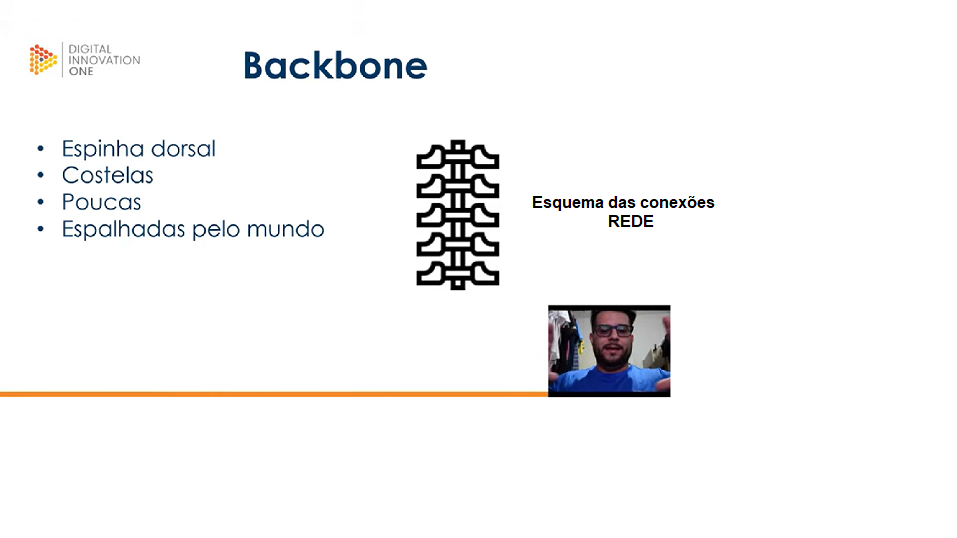 DIGITAL
INNOVATION
ONE
Backbone
• Espinha dorsal
• Costelas
• Poucas
• Espalhadas pelo mundo
Esquema das conexões
REDE